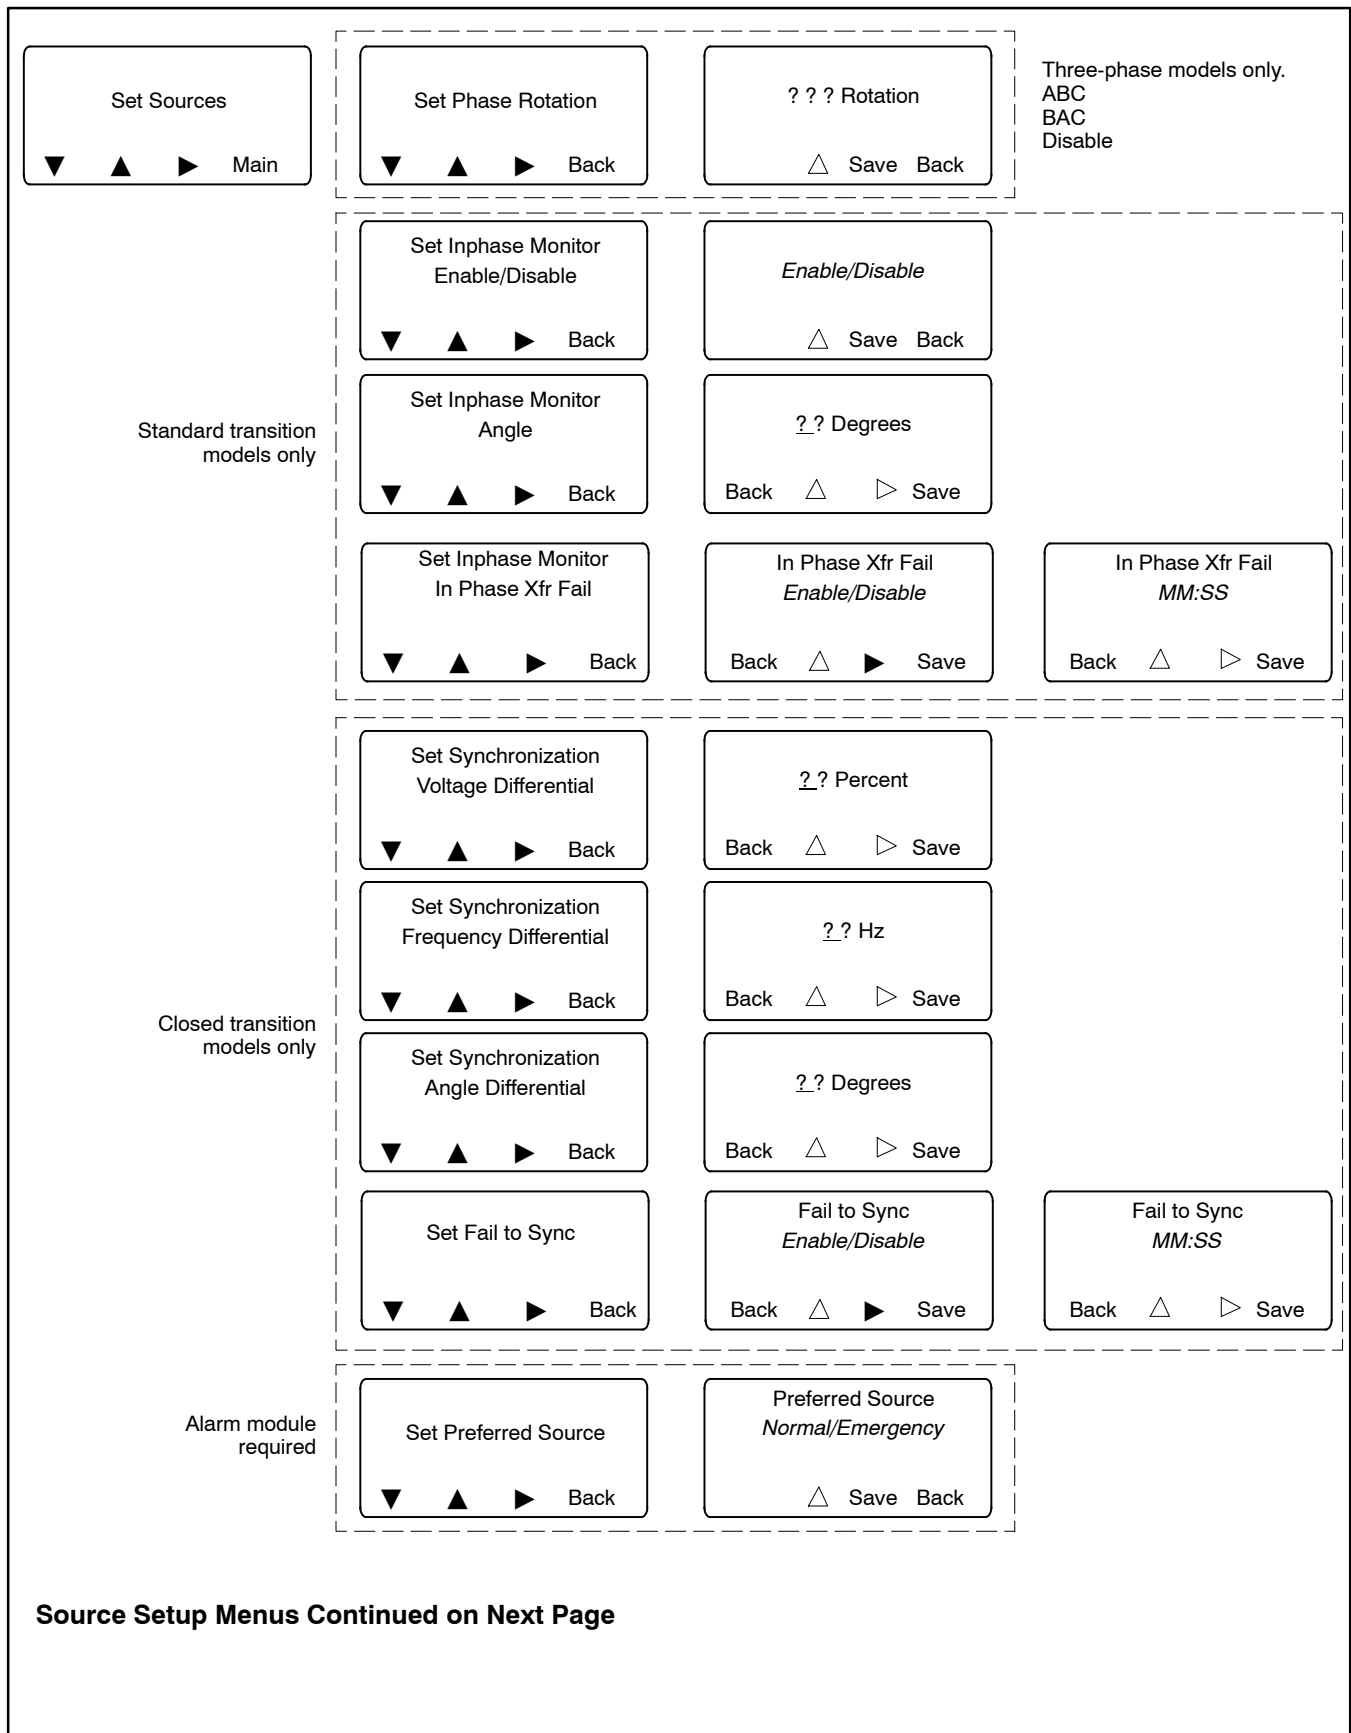 Set Sources
▼ ▲ ▶ Main
Set Phase Rotation
▼ ▲ ▶ Back
? ? ? Rotation
△ Save Back
Three-phase models only.
ABC
BAC
Disable
Standard transition
models only
Set Inphase Monitor
Enable/Disable
▼ ▲ ▶ Back
Enable/Disable
△ Save Back
Set Inphase Monitor
Angle
▼ ▲ ▶ Back
? ? Degrees
Back △ ▷ Save
Set Inphase Monitor
In Phase Xfr Fail
▼ ▲ ▶ Back
In Phase Xfr Fail
Enable/Disable
Back △ ▶ Save
In Phase Xfr Fail
MM:SS
Back △ ▷ Save
Closed transition
models only
Set Synchronization
Voltage Differential
▼ ▲ ▶ Back
? ? Percent
Back △ ▷ Save
Set Synchronization
Frequency Differential
▼ ▲ ▶ Back
? ? Hz
Back △ ▷ Save
Set Synchronization
Angle Differential
▼ ▲ ▶ Back
? ? Degrees
Back △ ▷ Save
Set Fail to Sync
▼ ▲ ▶ Back
Fail to Sync
Enable/Disable
Back △ ▶ Save
Fail to Sync
MM:SS
Back △ ▷ Save
Alarm module
required
Set Preferred Source
▼ ▲ ▶ Back
Preferred Source
Normal/Emergency
△ Save Back
Source Setup Menus Continued on Next Page